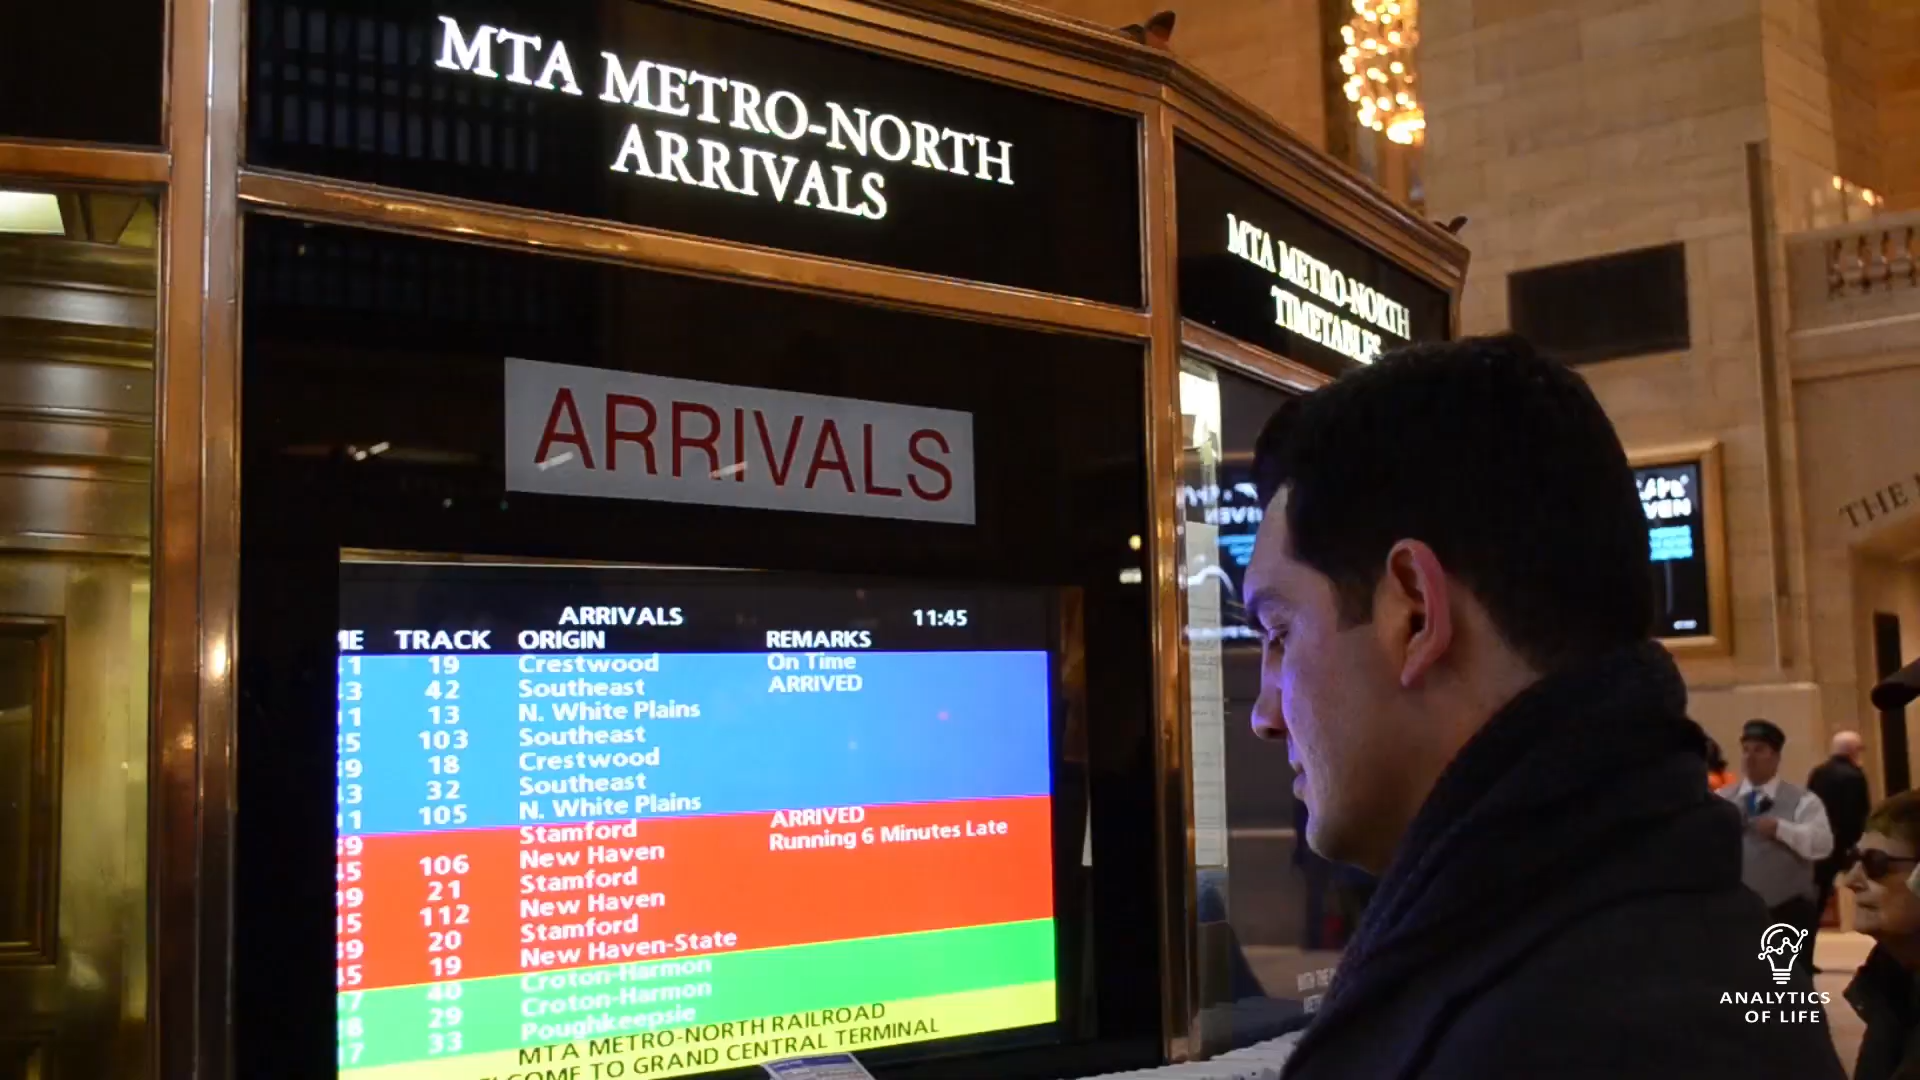 MTA METRO-NORTH
ARRIVALS
MTA METRO-NORTH
TIMETABLES
ARRIVALS
ARRIVALS 11:45
TRACK ORIGIN REMARKS
19 Crestwood On Time
42 Southeast ARRIVED
13 N. White Plains
103 Southeast
18 Crestwood
32 Southeast
105 N. White Plains
Stamford ARRIVED
106 New Haven Running 6 Minutes Late
21 Stamford
112 New Haven
20 Stamford
19 New Haven-State
40 Croton-Harmon
29 Croton-Harmon
33 Poughkeepsie
MTA METRO-NORTH RAILROAD
TO GRAND CENTRAL TERMINAL
THE
ANALYTICS
OF LIFE